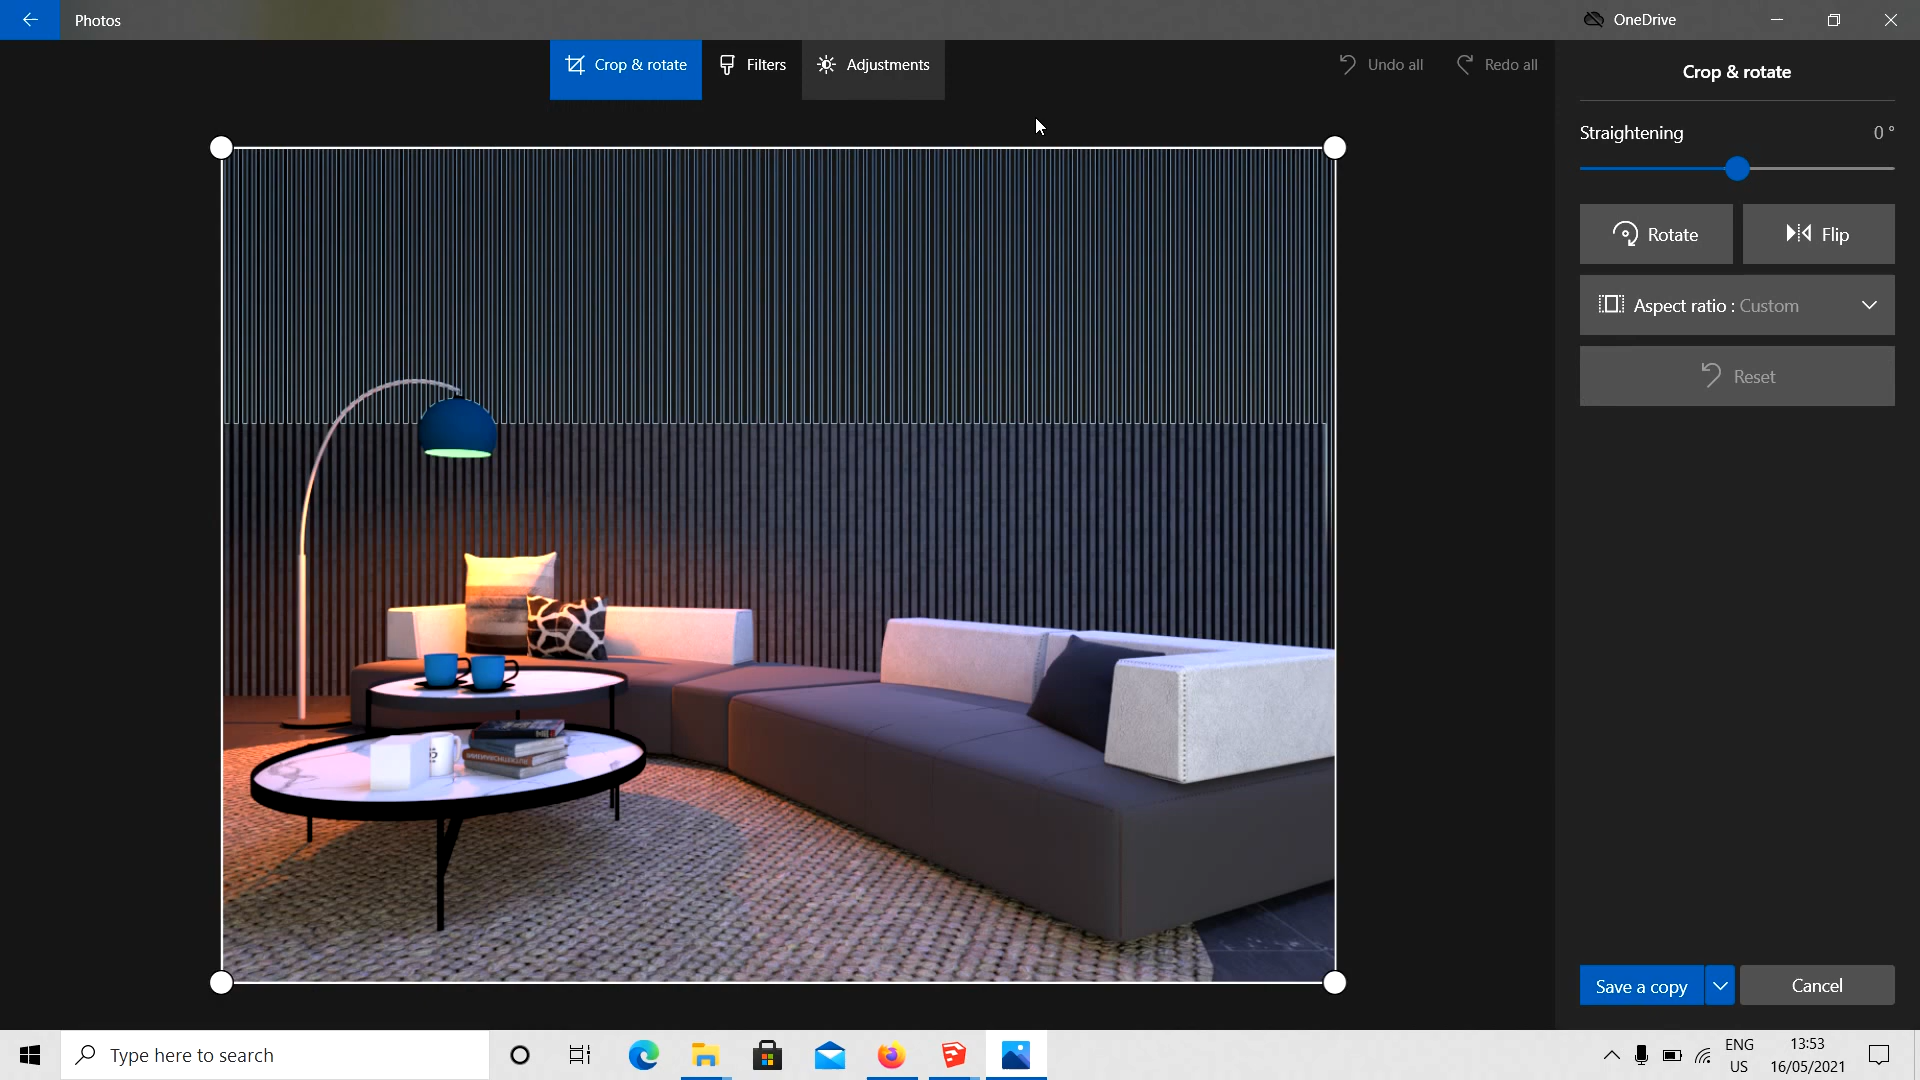 Photos
OneDrive
Crop & rotate
Filters
Adjustments
Undo all
Redo all
Crop & rotate
Straightening
0 °
Rotate
Flip
Aspect ratio : Custom
Reset
Save a copy
Cancel
Type here to search
ENG
US
13:53
16/05/2021